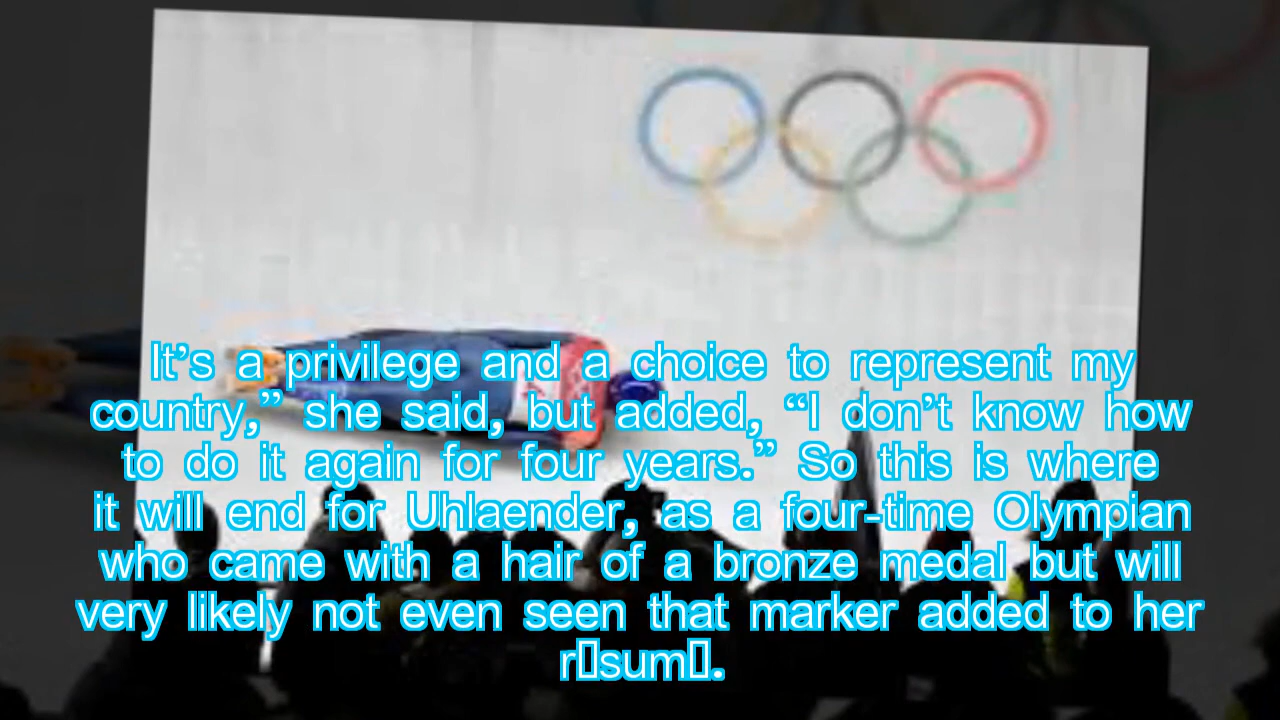 It’s a privilege and a choice to represent my
country,” she said, but added, “I don’t know how
to do it again for four years.” So this is where
it will end for Uhlaender, as a four-time Olympian
who came with a hair of a bronze medal but will
very likely not even seen that marker added to her
r▯sum▯.